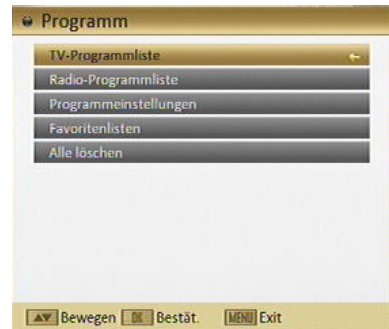 Programm
TV-Programmliste
Radio-Programmliste
Programmeinstellungen
Favoritenlisten
Alle löschen
▲▼ Bewegen OK Bestät. MENU Exit